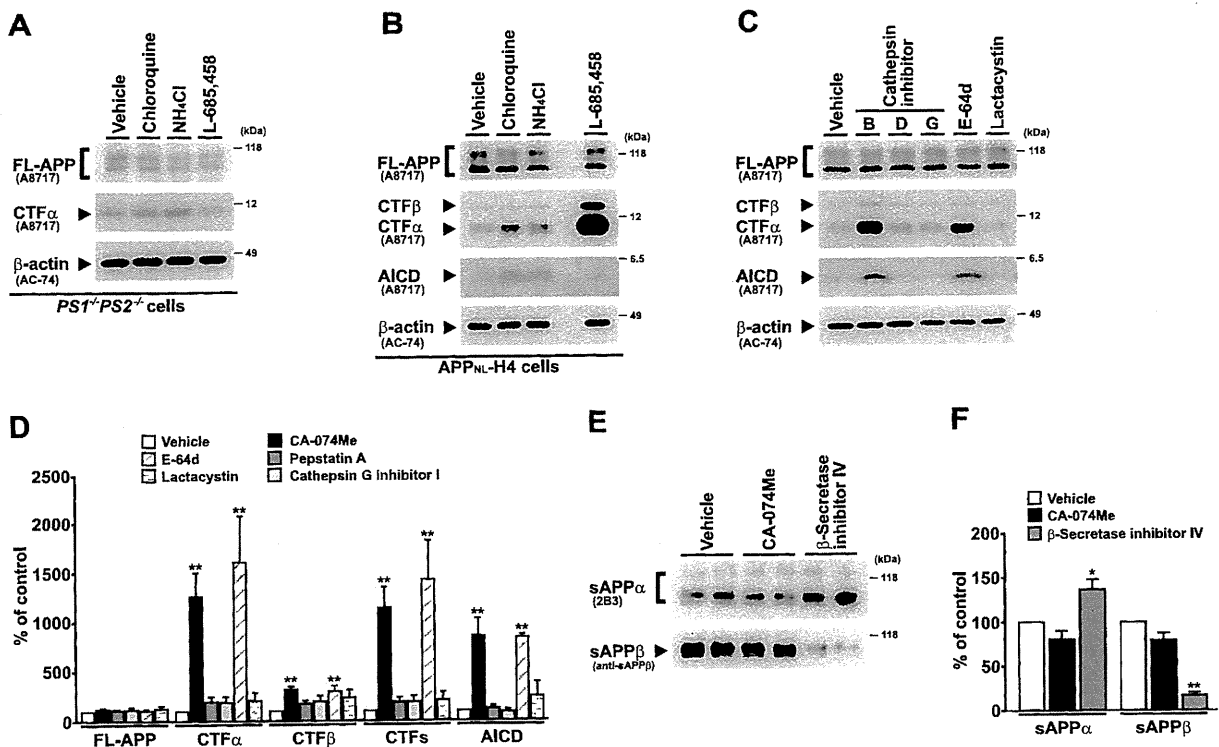 A
Vehicle
Chloroquine
NH₄Cl
L-685,458
(kDa)
FL-APP
(A8717)
118
CTFα
(A8717)
12
β-actin
(AC-74)
49
PS1⁻/⁻PS2⁻/⁻ cells
B
Vehicle
Chloroquine
NH₄Cl
L-685,458
(kDa)
FL-APP
(A8717)
118
CTFβ
CTFα
(A8717)
12
AICD
(A8717)
6.5
β-actin
(AC-74)
49
APP_NL-H4 cells
C
Vehicle
Cathepsin
inhibitor
B D G
E-64d
Lactacystin
(kDa)
FL-APP
(A8717)
118
CTFβ
CTFα
(A8717)
12
AICD
(A8717)
6.5
β-actin
(AC-74)
49
D
Vehicle
E-64d
Lactacystin
CA-074Me
Pepstatin A
Cathepsin G inhibitor I
% of control
2500
2000
1500
1000
500
0
**
**
**
**
**
**
**
**
FL-APP CTFα CTFβ CTFs AICD
E
Vehicle
CA-074Me
β-Secretase
inhibitor IV
(kDa)
sAPPα
(2B3)
118
sAPPβ
(anti-sAPPβ)
118
F
Vehicle
CA-074Me
β-Secretase inhibitor IV
% of control
200
150
100
50
0
*
**
sAPPα sAPPβ